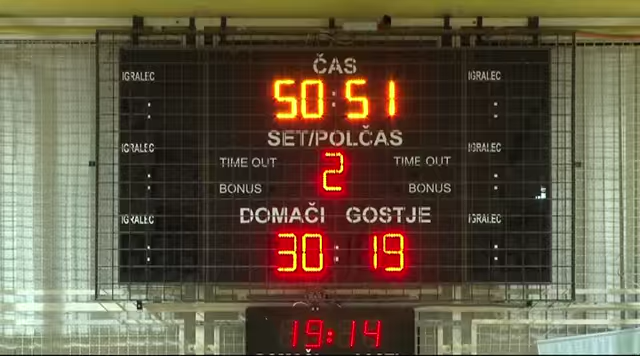 ČAS
IGRALEC IGRALEC
50:51
SET/POLČAS
IGRALEC IGRALEC
TIME OUT 2 TIME OUT
BONUS BONUS
DOMAČI GOSTJE
IGRALEC IGRALEC
30:19
19:14